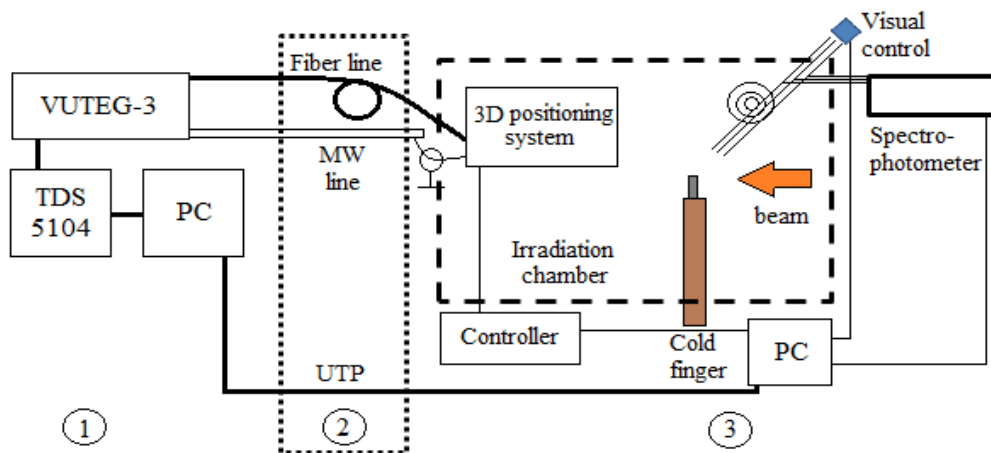 Visual
control
Fiber line
VUTEG-3
3D positioning
system
Spectro-
photometer
MW
line
TDS
5104
PC
beam
Irradiation
chamber
Controller
Cold
finger
PC
UTP
1
2
3